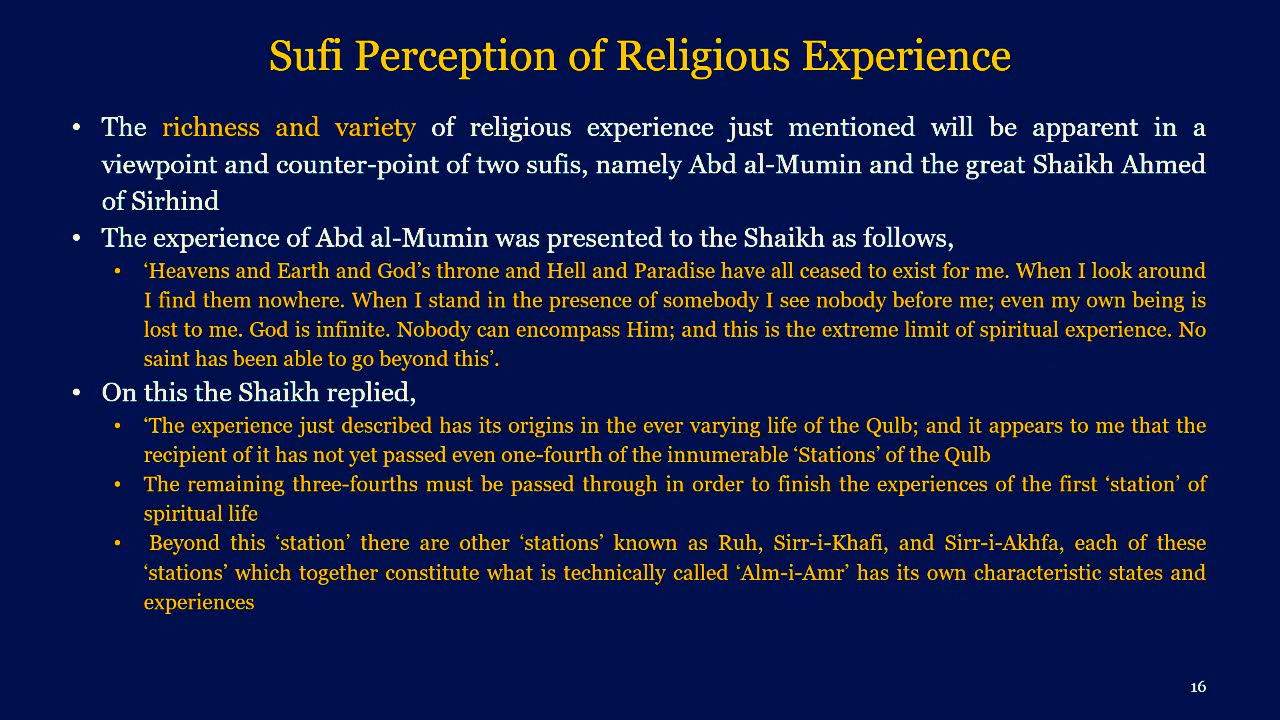 Sufi Perception of Religious Experience
• The richness and variety of religious experience just mentioned will be apparent in a
viewpoint and counter-point of two sufis, namely Abd al-Mumin and the great Shaikh Ahmed
of Sirhind
• The experience of Abd al-Mumin was presented to the Shaikh as follows,
• ‘Heavens and Earth and God’s throne and Hell and Paradise have all ceased to exist for me. When I look around
I find them nowhere. When I stand in the presence of somebody I see nobody before me; even my own being is
lost to me. God is infinite. Nobody can encompass Him; and this is the extreme limit of spiritual experience. No
saint has been able to go beyond this’.
• On this the Shaikh replied,
• ‘The experience just described has its origins in the ever varying life of the Qulb; and it appears to me that the
recipient of it has not yet passed even one-fourth of the innumerable ‘Stations’ of the Qulb
• The remaining three-fourths must be passed through in order to finish the experiences of the first ‘station’ of
spiritual life
• Beyond this ‘station’ there are other ‘stations’ known as Ruh, Sirr-i-Khafi, and Sirr-i-Akhfa, each of these
‘stations’ which together constitute what is technically called ‘Alm-i-Amr’ has its own characteristic states and
experiences
16